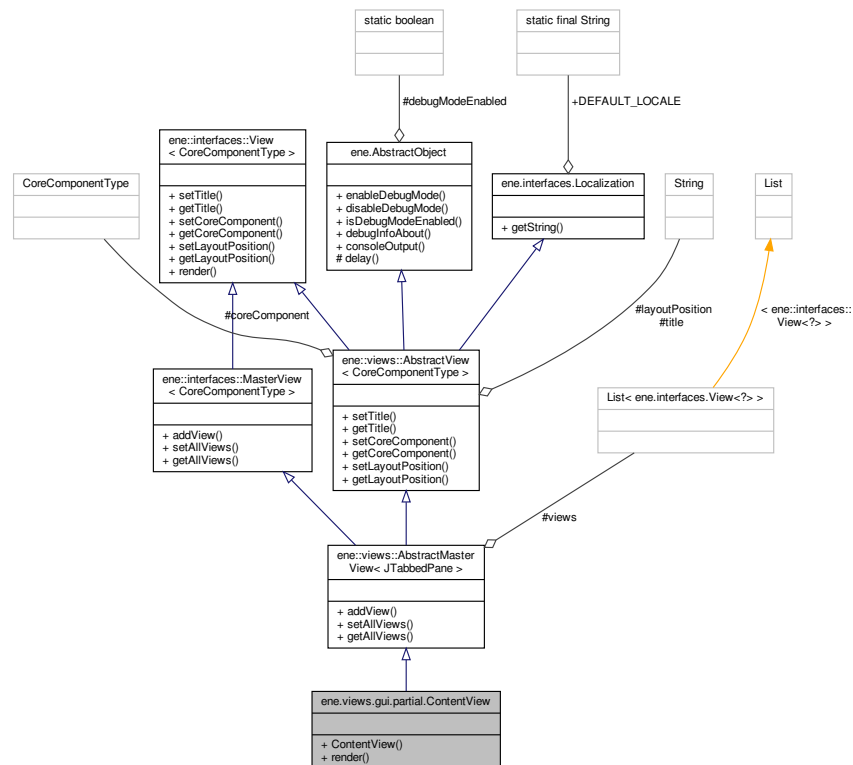 static boolean
static final String
#debugModeEnabled
+DEFAULT_LOCALE
ene::interfaces::View
< CoreComponentType >
+ setTitle()
+ getTitle()
+ setCoreComponent()
+ getCoreComponent()
+ setLayoutPosition()
+ getLayoutPosition()
+ render()
ene.AbstractObject
+ enableDebugMode()
+ disableDebugMode()
+ isDebugModeEnabled()
+ debugInfoAbout()
+ consoleOutput()
# delay()
CoreComponentType
ene.interfaces.Localization
+ getString()
String
List
#coreComponent
#layoutPosition
#title
< ene::interfaces::
View<?> >
ene::interfaces::MasterView
< CoreComponentType >
+ addView()
+ setAllViews()
+ getAllViews()
ene::views::AbstractView
< CoreComponentType >
+ setTitle()
+ getTitle()
+ setCoreComponent()
+ getCoreComponent()
+ setLayoutPosition()
+ getLayoutPosition()
List< ene.interfaces.View<?> >
#views
ene::views::AbstractMaster
View< JTabbedPane >
+ addView()
+ setAllViews()
+ getAllViews()
ene.views.gui.partial.ContentView
+ ContentView()
+ render()